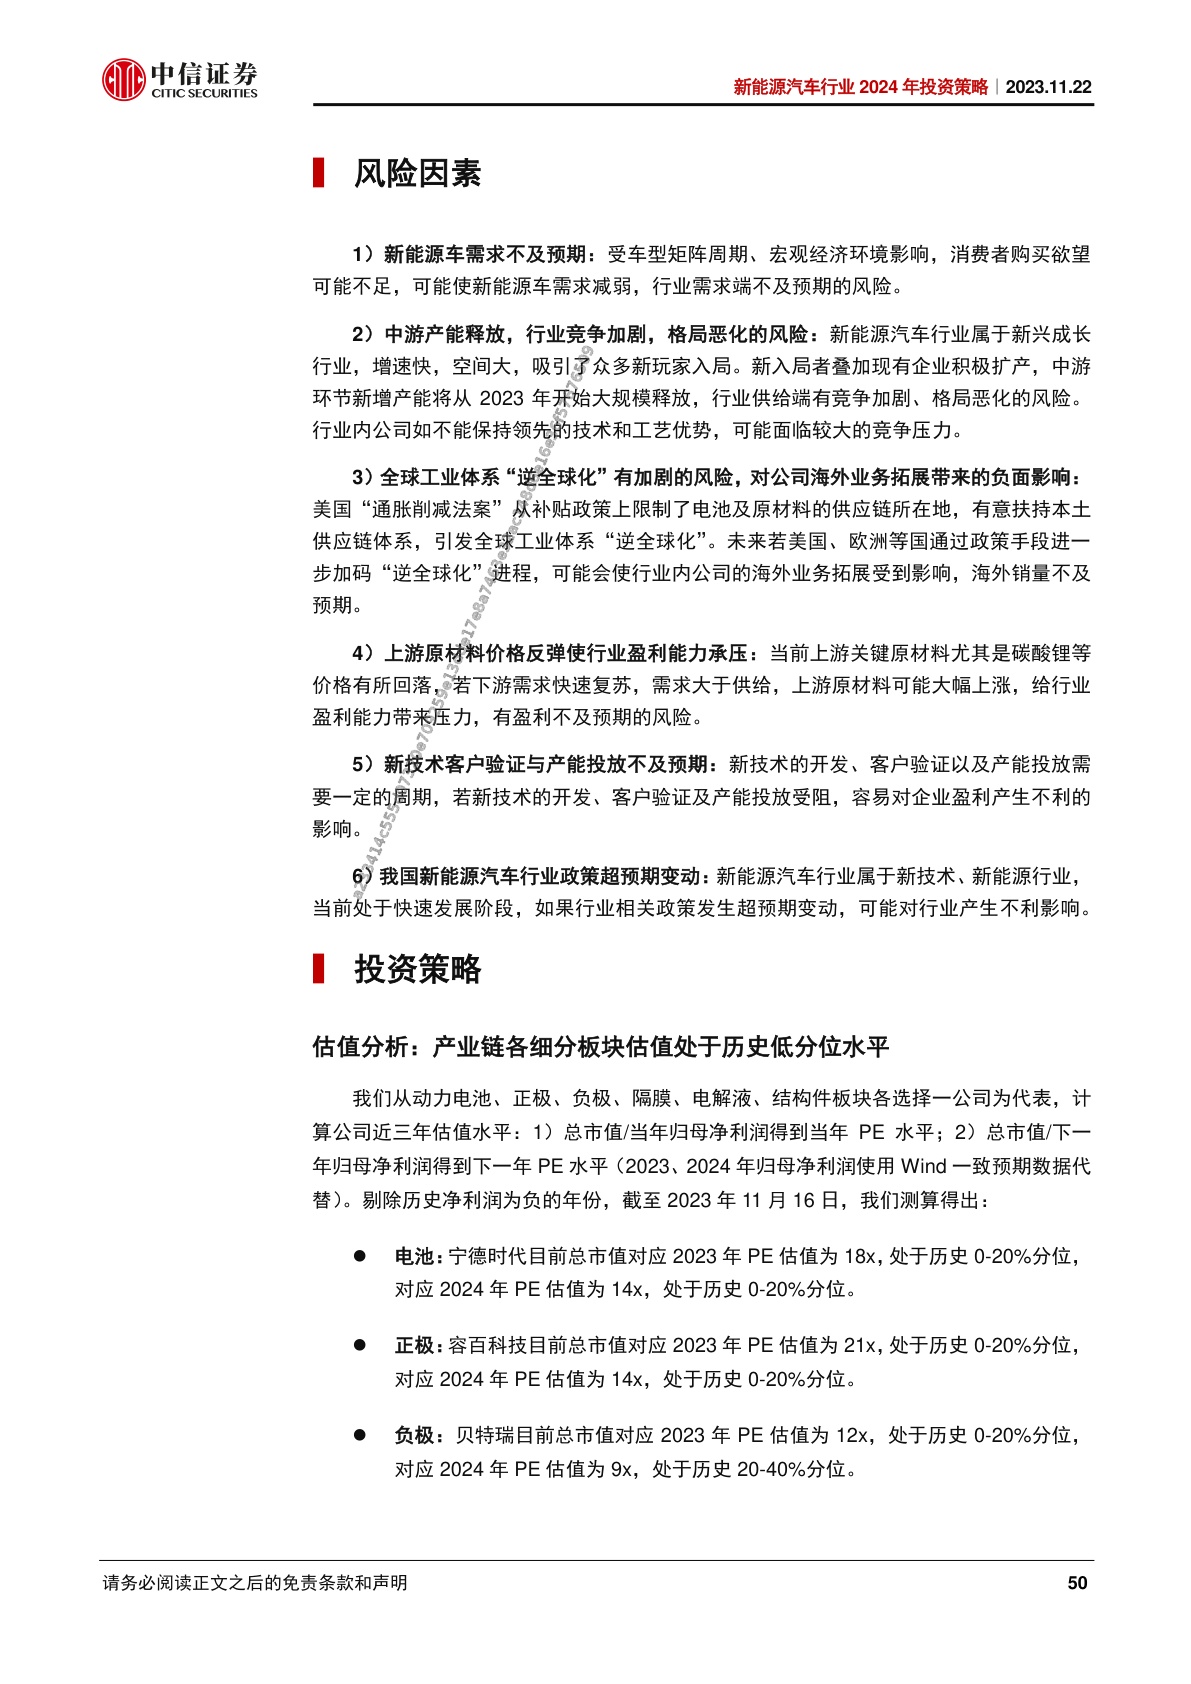 中信证券
CITIC SECURITIES
新能源汽车行业 2024 年投资策略｜2023.11.22
风险因素
1）新能源车需求不及预期：受车型矩阵周期、宏观经济环境影响，消费者购买欲望
可能不足，可能使新能源车需求减弱，行业需求端不及预期的风险。
2）中游产能释放，行业竞争加剧，格局恶化的风险：新能源汽车行业属于新兴成长
行业，增速快，空间大，吸引了众多新玩家入局。新入局者叠加现有企业积极扩产，中游
环节新增产能将从 2023 年开始大规模释放，行业供给端有竞争加剧、格局恶化的风险。
行业内公司如不能保持领先的技术和工艺优势，可能面临较大的竞争压力。
3）全球工业体系“逆全球化”有加剧的风险，对公司海外业务拓展带来的负面影响：
美国“通胀削减法案”从补贴政策上限制了电池及原材料的供应链所在地，有意扶持本土
供应链体系，引发全球工业体系“逆全球化”。未来若美国、欧洲等国通过政策手段进一
步加码“逆全球化”进程，可能会使行业内公司的海外业务拓展受到影响，海外销量不及
预期。
4）上游原材料价格反弹使行业盈利能力承压：当前上游关键原材料尤其是碳酸锂等
价格有所回落，若下游需求快速复苏，需求大于供给，上游原材料可能大幅上涨，给行业
盈利能力带来压力，有盈利不及预期的风险。
5）新技术客户验证与产能投放不及预期：新技术的开发、客户验证以及产能投放需
要一定的周期，若新技术的开发、客户验证及产能投放受阻，容易对企业盈利产生不利的
影响。
6）我国新能源汽车行业政策超预期变动：新能源汽车行业属于新技术、新能源行业，
当前处于快速发展阶段，如果行业相关政策发生超预期变动，可能对行业产生不利影响。
投资策略
估值分析：产业链各细分板块估值处于历史低分位水平
我们从动力电池、正极、负极、隔膜、电解液、结构件板块各选择一公司为代表，计
算公司近三年估值水平：1）总市值/当年归母净利润得到当年 PE 水平；2）总市值/下一
年归母净利润得到下一年 PE 水平（2023、2024 年归母净利润使用 Wind 一致预期数据代
替）。剔除历史净利润为负的年份，截至 2023 年 11 月 16 日，我们测算得出：
● 电池：宁德时代目前总市值对应 2023 年 PE 估值为 18x，处于历史 0-20%分位，
对应 2024 年 PE 估值为 14x，处于历史 0-20%分位。
● 正极：容百科技目前总市值对应 2023 年 PE 估值为 21x，处于历史 0-20%分位，
对应 2024 年 PE 估值为 14x，处于历史 0-20%分位。
● 负极：贝特瑞目前总市值对应 2023 年 PE 估值为 12x，处于历史 0-20%分位，
对应 2024 年 PE 估值为 9x，处于历史 20-40%分位。
请务必阅读正文之后的免责条款和声明
50